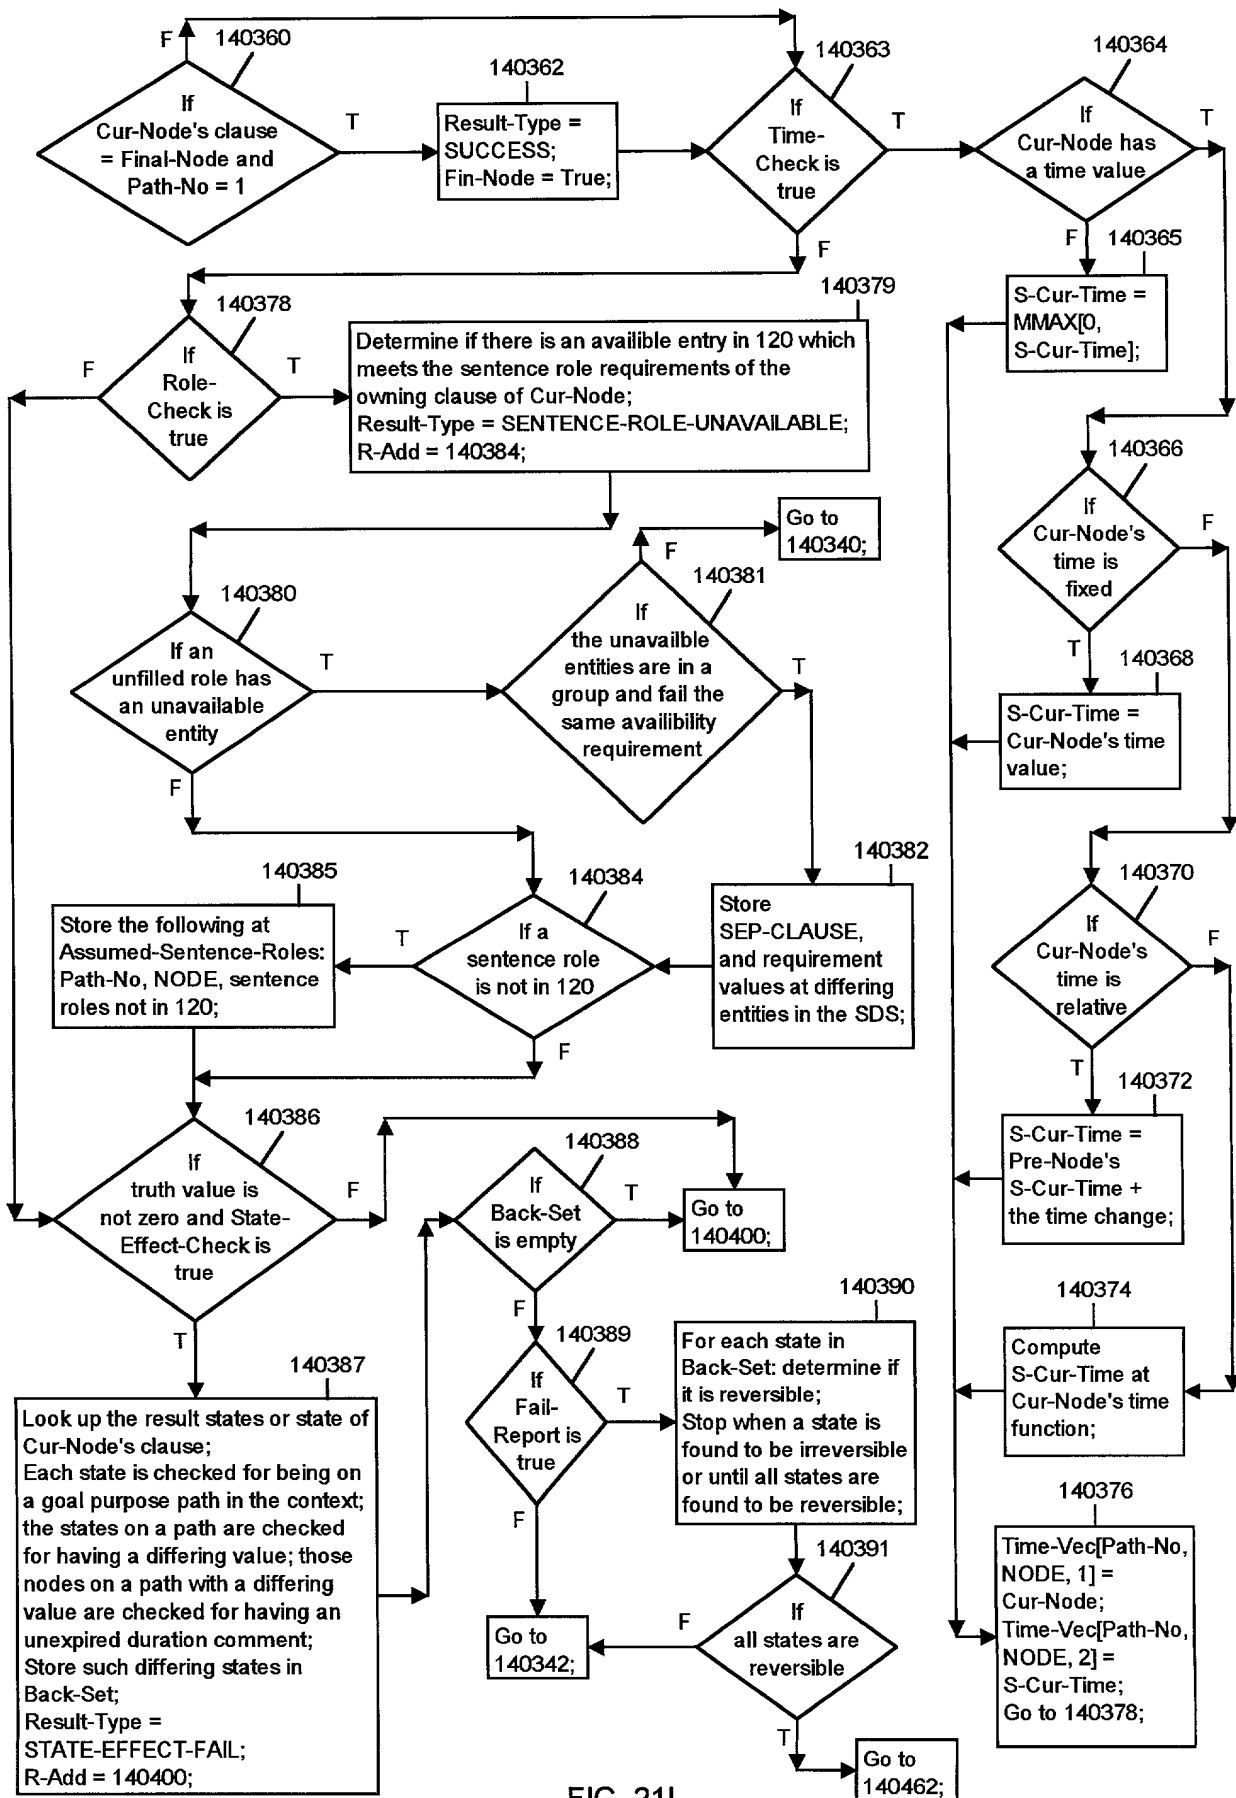 F
140360
If
Cur-Node's clause
= Final-Node and
Path-No = 1
T
140362
Result-Type =
SUCCESS;
Fin-Node = True;
140363
If
Time-
Check is
true
T
F
140364
If
Cur-Node has
a time value
T
F
140365
S-Cur-Time =
MMAX[0,
S-Cur-Time];
140378
If
Role-
Check is
true
F
T
140379
Determine if there is an availible entry in 120 which
meets the sentence role requirements of the
owning clause of Cur-Node;
Result-Type = SENTENCE-ROLE-UNAVAILABLE;
R-Add = 140384;
140366
If
Cur-Node's
time is
fixed
F
T
140368
S-Cur-Time =
Cur-Node's time
value;
Go to
140340;
F
140380
If an
unfilled role has
an unavailable
entity
T
F
140381
If
the unavailble
entities are in a
group and fail the
same availibility
requirement
T
140382
Store
SEP-CLAUSE,
and requirement
values at differing
entities in the SDS;
140370
If
Cur-Node's
time is
relative
F
T
140372
S-Cur-Time =
Pre-Node's
S-Cur-Time +
the time change;
140385
Store the following at
Assumed-Sentence-Roles:
Path-No, NODE, sentence
roles not in 120;
T
140384
If a
sentence role
is not in 120
F
140386
If
truth value is
not zero and State-
Effect-Check is
true
F
T
140388
If
Back-Set
is empty
T
F
Go to
140400;
140374
Compute
S-Cur-Time at
Cur-Node's time
function;
140387
Look up the result states or state of
Cur-Node's clause;
Each state is checked for being on
a goal purpose path in the context;
the states on a path are checked
for having a differing value; those
nodes on a path with a differing
value are checked for having an
unexpired duration comment;
Store such differing states in
Back-Set;
Result-Type =
STATE-EFFECT-FAIL;
R-Add = 140400;
140389
If
Fail-
Report is
true
T
F
140390
For each state in
Back-Set: determine if
it is reversible;
Stop when a state is
found to be irreversible
or until all states are
found to be reversible;
140376
Time-Vec[Path-No,
NODE, 1] =
Cur-Node;
Time-Vec[Path-No,
NODE, 2] =
S-Cur-Time;
Go to 140378;
Go to
140342;
F
140391
If
all states are
reversible
T
Go to
140462;